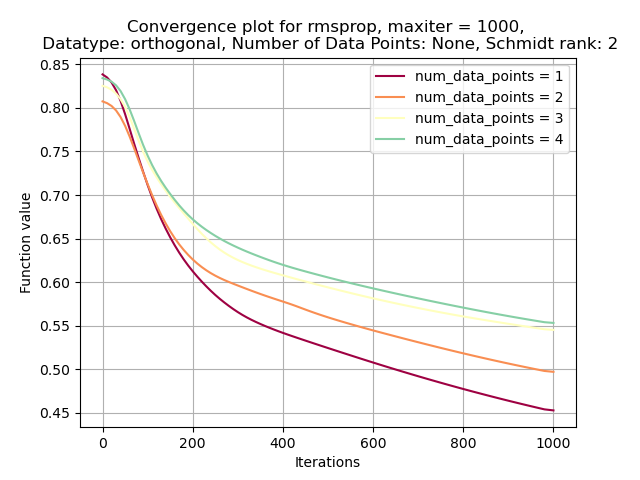 Convergence plot for rmsprop, maxiter = 1000,
Datatype: orthogonal, Number of Data Points: None, Schmidt rank: 2
0.85
0.80
0.75
0.70
0.65
0.60
0.55
0.50
0.45
Function value
num_data_points = 1
num_data_points = 2
num_data_points = 3
num_data_points = 4
0 200 400 600 800 1000
Iterations